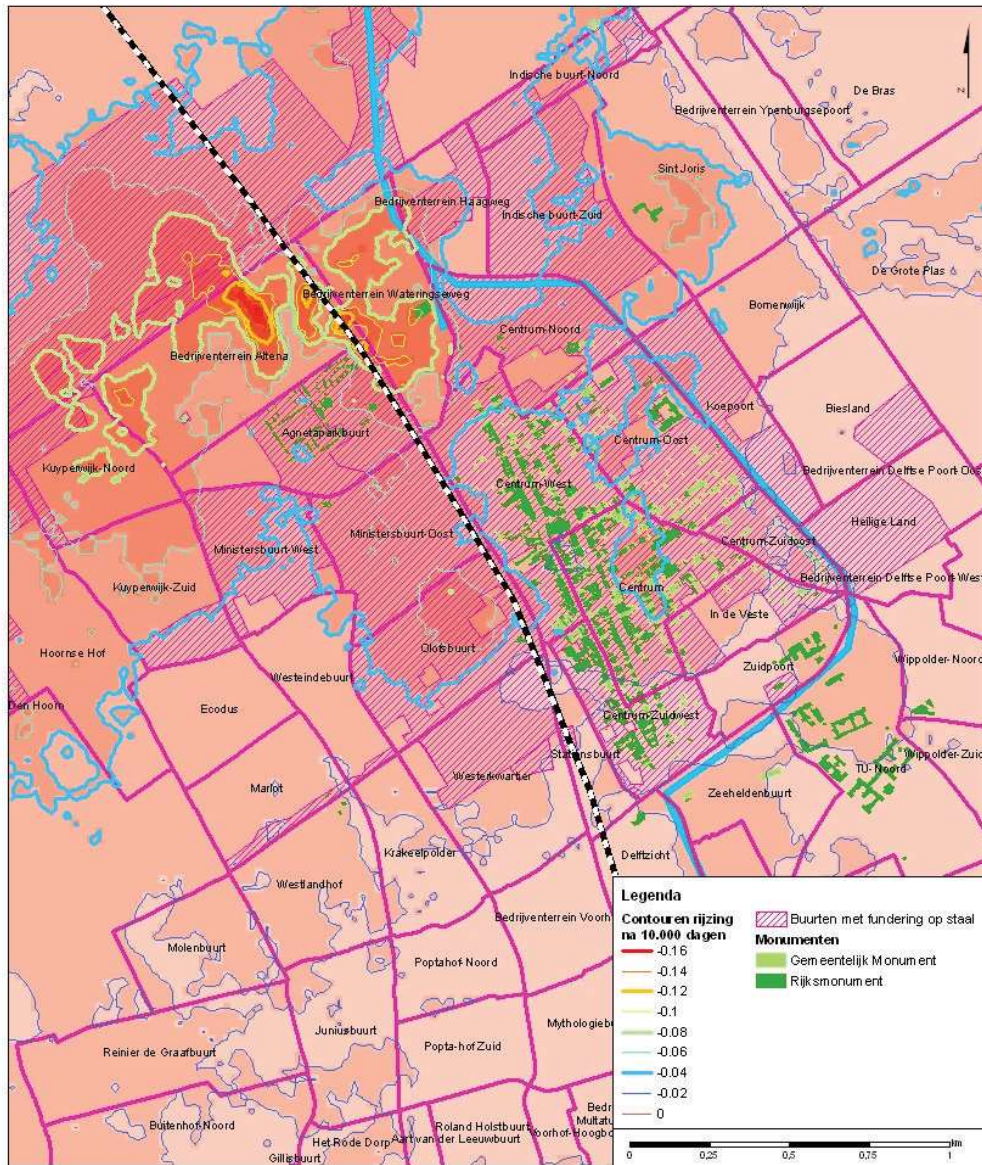 Indische buurt-Noord
De Bras
Bedrijventerrein Ypenburgsepoort
N
Sint Joris
Bedrijventerrein Haagweg
Indische buurt-Zuid
De Grote Plas
Bedrijventerrein Wateringseweg
Bomenwijk
Centrum-Noord
Bedrijventerrein Altena
Koepoort
Biesland
Agnetaparkbuurt
Centrum-Oost
Kuyperwijk-Noord
Bedrijventerrein Delftse Poort-Oost
Centrum-West
Heilige Land
Ministersbuurt-West
Ministersbuurt-Oost
Centrum-Zuidoost
Kuyperwijk-Zuid
Bedrijventerrein Delftse Poort-West
Centrum
In de Veste
Hoornse Hof
Olofsbuurt
Westeindebuurt
Zuidpoort
Wippolder-Noord
Den Hoorn
Ecodus
Centrum-Zuidwest
Stationsbuurt
Wippolder-Zuid
TU-Noord
Westerkwartier
Marlot
Zeeheldenbuurt
Krakeelpolder
Delftzicht
Westlandhof
Bedrijventerrein Voorh
Molenbuurt
Poptahof-Noord
Mythologiebu
Juniusbuurt
Reinier de Graafbuurt
Popta-hof Zuid
Bedr
Multatu
Buitenhof-Noord
Roland Holstbuurt
Voorhof-Hoogbo
Het Rode Dorp
Aart van der Leeuwbuurt
Gillisbuurt
Legenda
Contouren rijzing
na 10.000 dagen
-0.16
-0.14
-0.12
-0.1
-0.08
-0.06
-0.04
-0.02
0
Buurten met fundering op staal
Monumenten
Gemeentelijk Monument
Rijksmonument
km
0
0,25
0,5
0,75
1